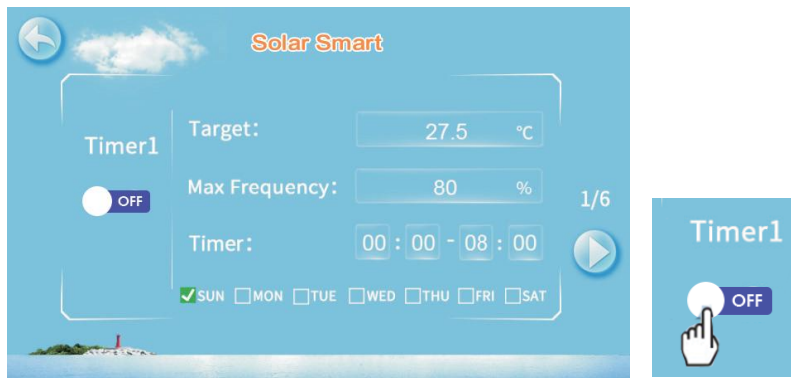 Solar Smart
Timer1
OFF
Target: 27.5 ℃
Max Frequency: 80 %
Timer: 00 : 00 - 08 : 00
SUN MON TUE WED THU FRI SAT
1/6
Timer1
OFF